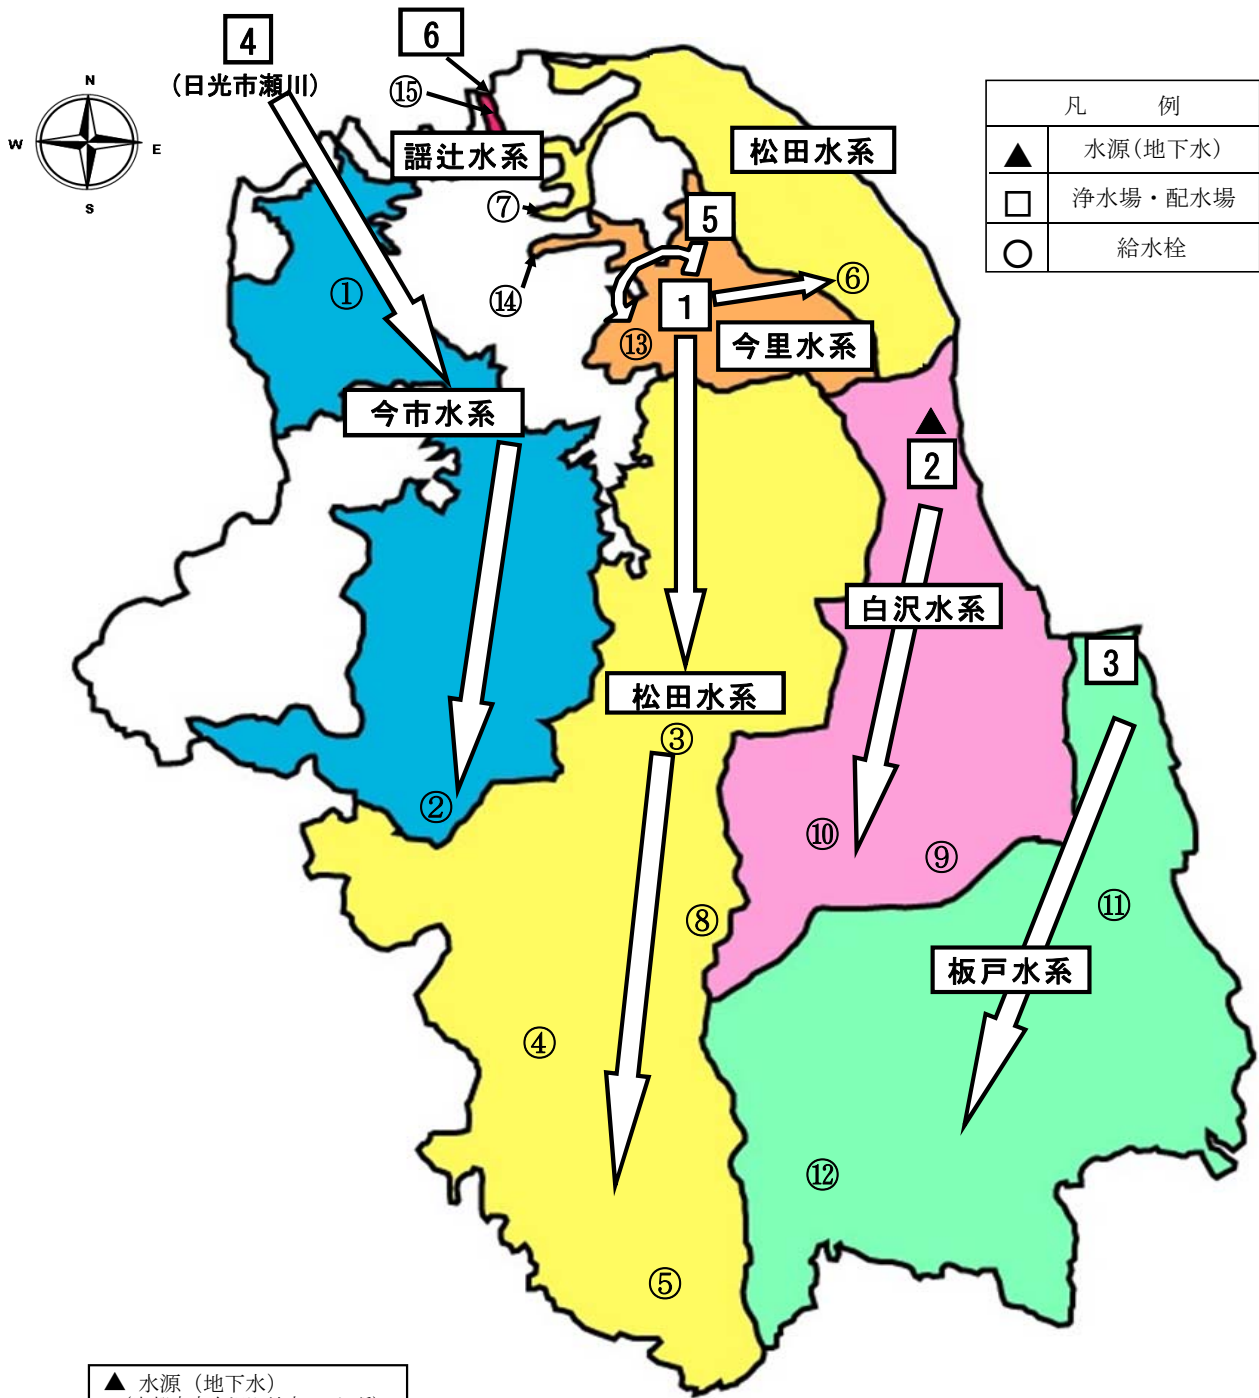 4
(日光市瀬川)
6
⑮
N
W
E
S
謡辻水系
松田水系
凡 例
▲ 水源(地下水)
□ 浄水場・配水場
○ 給水栓
⑦
5
⑭
①
1
⑥
⑬
今里水系
今市水系
2
白沢水系
3
松田水系
③
②
⑩
⑨
⑧
⑪
板戸水系
④
⑫
⑤
▲ 水源（地下水）